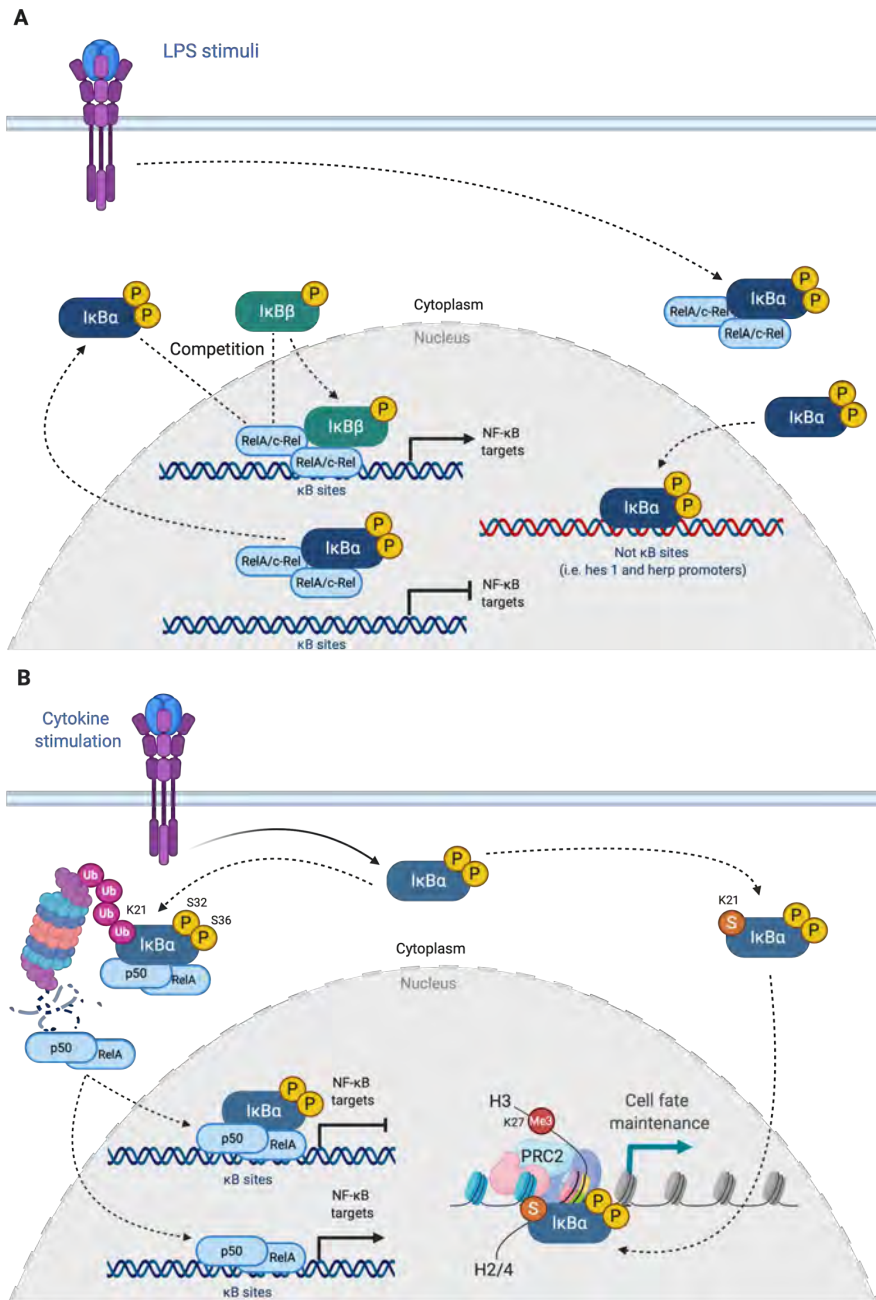 A
LPS stimuli
P
P
IκBα
P
IκBβ
Cytoplasm
Nucleus
P
P
IκBα
RelA/c-Rel
RelA/c-Rel
Competition
P
IκBβ
RelA/c-Rel
RelA/c-Rel
κB sites
NF-κB
targets
P
P
IκBα
P
P
IκBα
Not κB sites
(i.e. hes 1 and herp promoters)
P
P
IκBα
RelA/c-Rel
RelA/c-Rel
NF-κB
targets
κB sites
B
Cytokine
stimulation
P
P
IκBα
Ub
Ub
Ub
Ub
K21
S32
P
S36
P
IκBα
p50
RelA
K21
S
P
P
IκBα
Cytoplasm
Nucleus
p50
RelA
P
P
IκBα
p50
RelA
NF-κB
targets
κB sites
H3
K27
Me3
PRC2
Cell fate
maintenance
S
P
P
IκBα
H2/4
NF-κB
targets
p50
RelA
κB sites